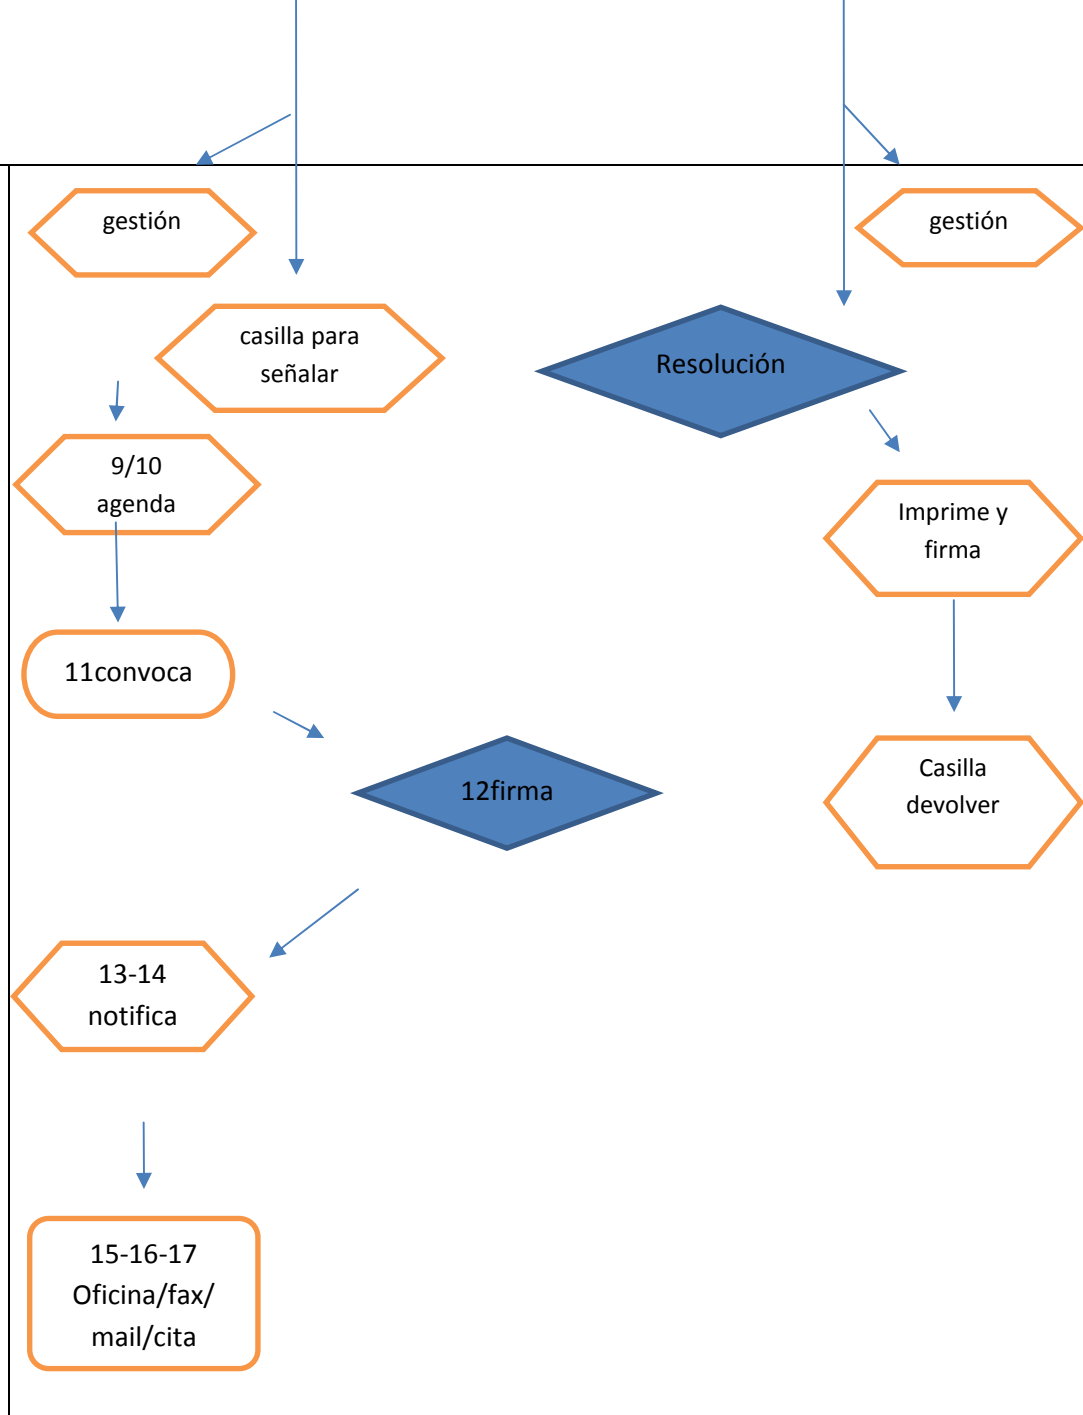 gestión
gestión
casilla para
señalar
Resolución
9/10
agenda
Imprime y
firma
11convoca
12firma
Casilla
devolver
13-14
notifica
15-16-17
Oficina/fax/
mail/cita